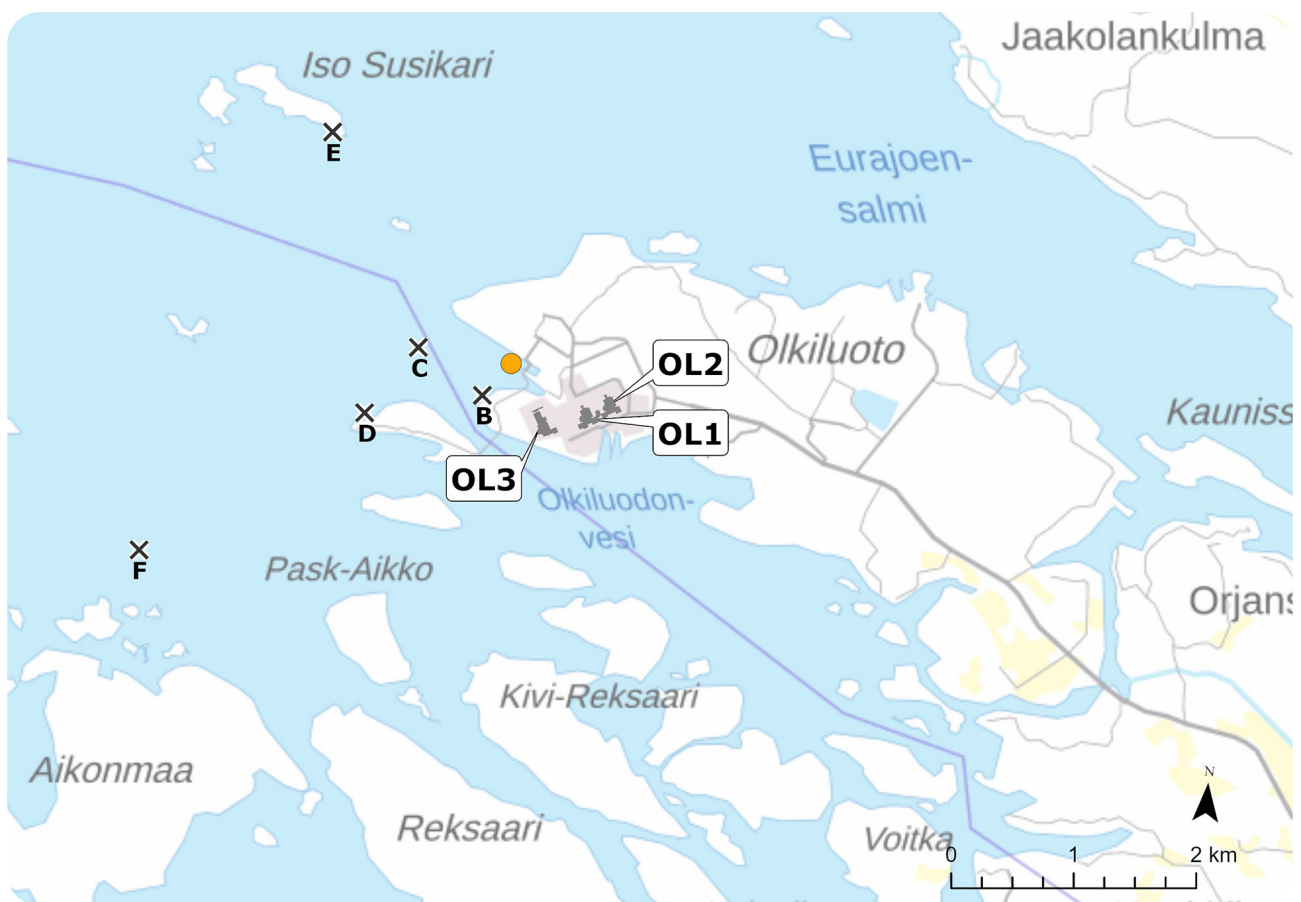 Jaakolankulma
Iso Susikari
E
Eurajoen-
salmi
C
OL2
Olkiluoto
B
D
OL1
Kauniss
OL3
Olkiluodon-
vesi
F
Pask-Aikko
Orjans
Kivi-Reksaari
Aikonmaa
N
Reksaari
Voitka
0 1 2 km